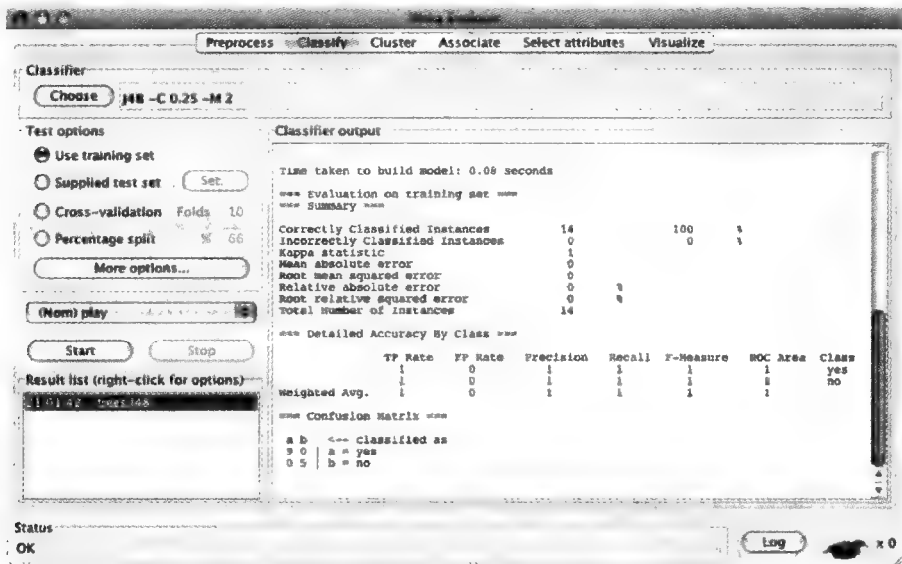 Preprocess Classify Cluster Associate Select attributes Visualize
Classifier
Choose J48 -C 0.25 -M 2
Test options
Use training set
Supplied test set Set...
Cross-validation Folds 10
Percentage split % 66
More options...
(Nom) play
Start Stop
Result list (right-click for options)
11:01:42 trees.J48
Classifier output
Time taken to build model: 0.08 seconds
=== Evaluation on training set ===
=== Summary ===
Correctly Classified Instances 14 100 %
Incorrectly Classified Instances 0 0 %
Kappa statistic 1
Mean absolute error 0
Root mean squared error 0
Relative absolute error 0 %
Root relative squared error 0 %
Total Number of Instances 14
=== Detailed Accuracy By Class ===
TP Rate FP Rate Precision Recall F-Measure ROC Area Class
1 0 1 1 1 1 yes
1 0 1 1 1 1 no
Weighted Avg. 1 0 1 1 1 1
=== Confusion Matrix ===
a b <-- classified as
9 0 | a = yes
0 5 | b = no
Status
OK
Log x 0